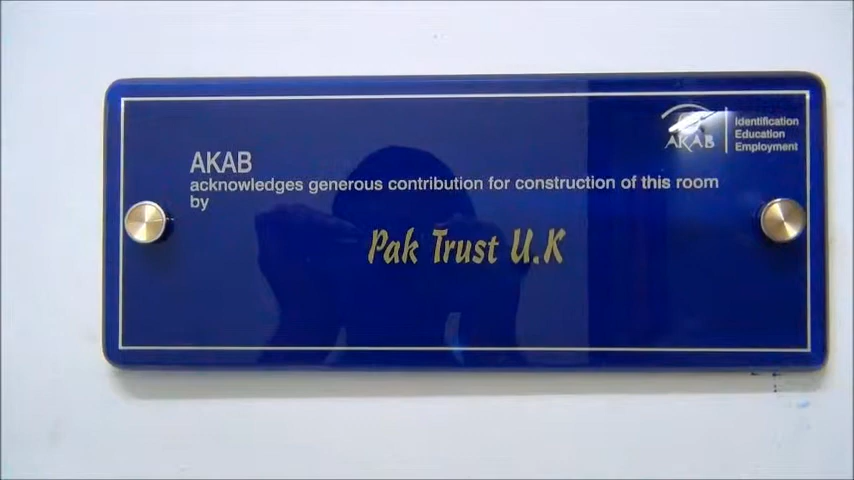 AKAB
Identification
Education
Employment
AKAB
acknowledges generous contribution for construction of this room
by
Pak Trust U.K